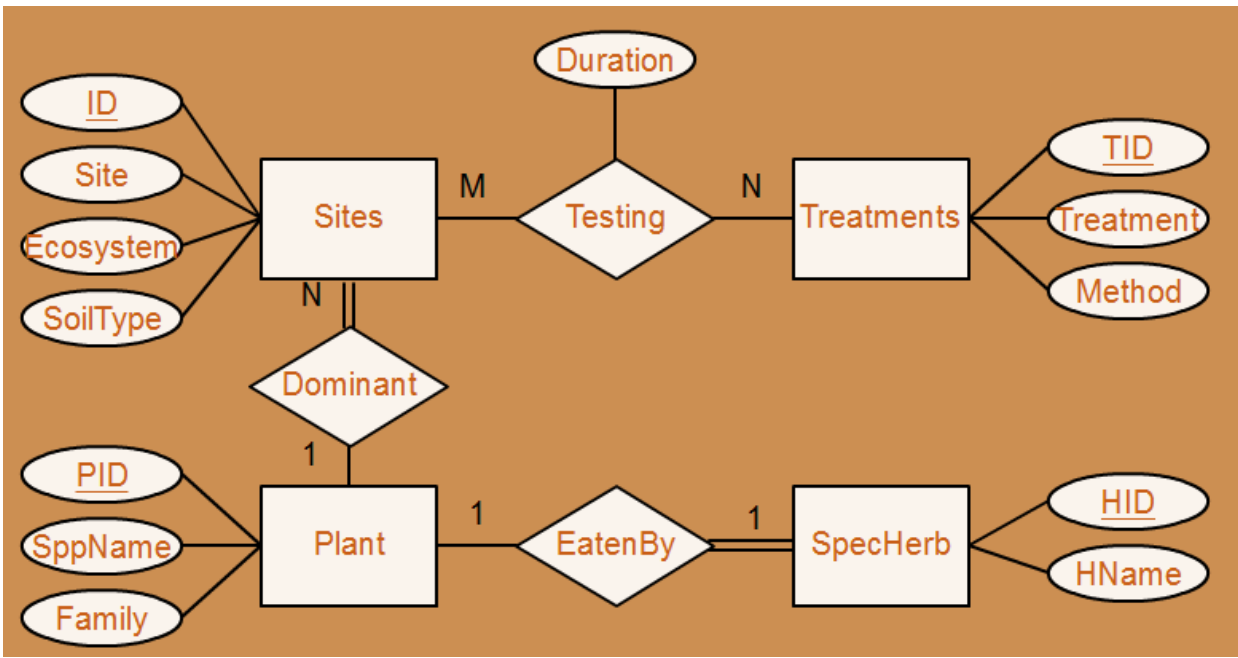 Duration
ID
TID
Site
M
N
Sites
Testing
Treatments
Treatment
Ecosystem
Method
N
SoilType
Dominant
1
PID
1
1
HID
SppName
Plant
EatenBy
SpecHerb
HName
Family